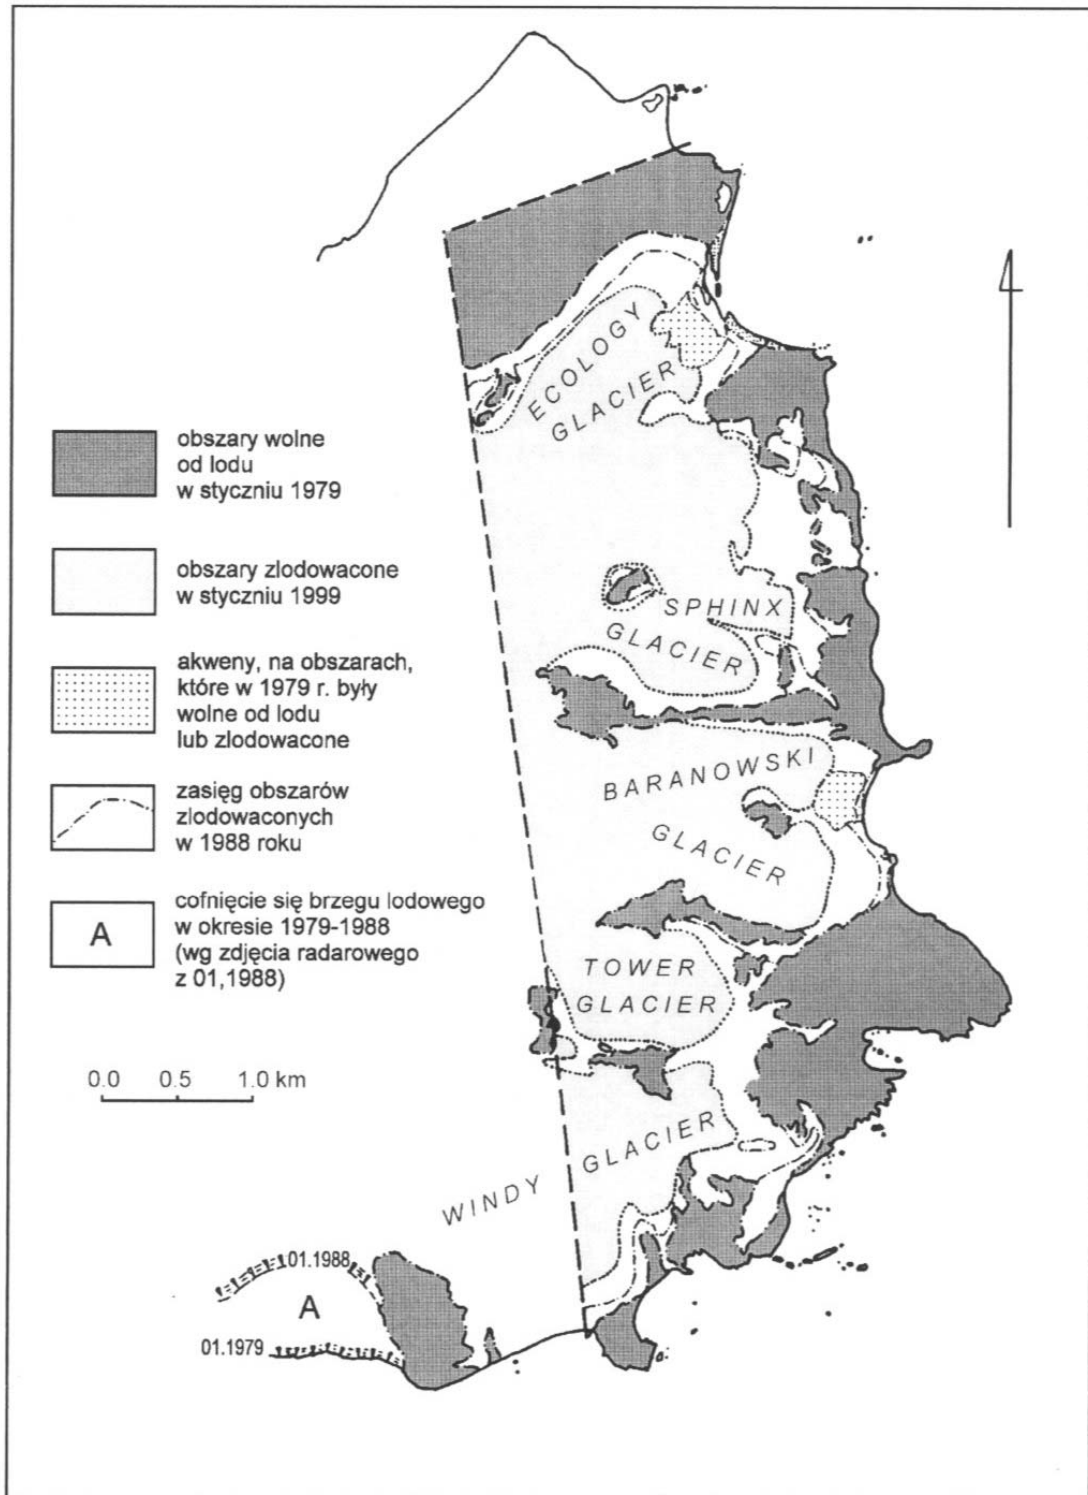 ECOLOGY
GLACIER
obszary wolne
od lodu
w styczniu 1979
obszary zlodowacone
w styczniu 1999
SPHINX
GLACIER
akweny, na obszarach,
które w 1979 r. były
wolne od lodu
lub zlodowacone
BARANOWSKI
GLACIER
zasięg obszarów
zlodowaconych
w 1988 roku
A
cofnięcie się brzegu lodowego
w okresie 1979-1988
(wg zdjęcia radarowego
z 01,1988)
TOWER
GLACIER
0.0 0.5 1.0 km
WINDY GLACIER
01.1988
A
01.1979